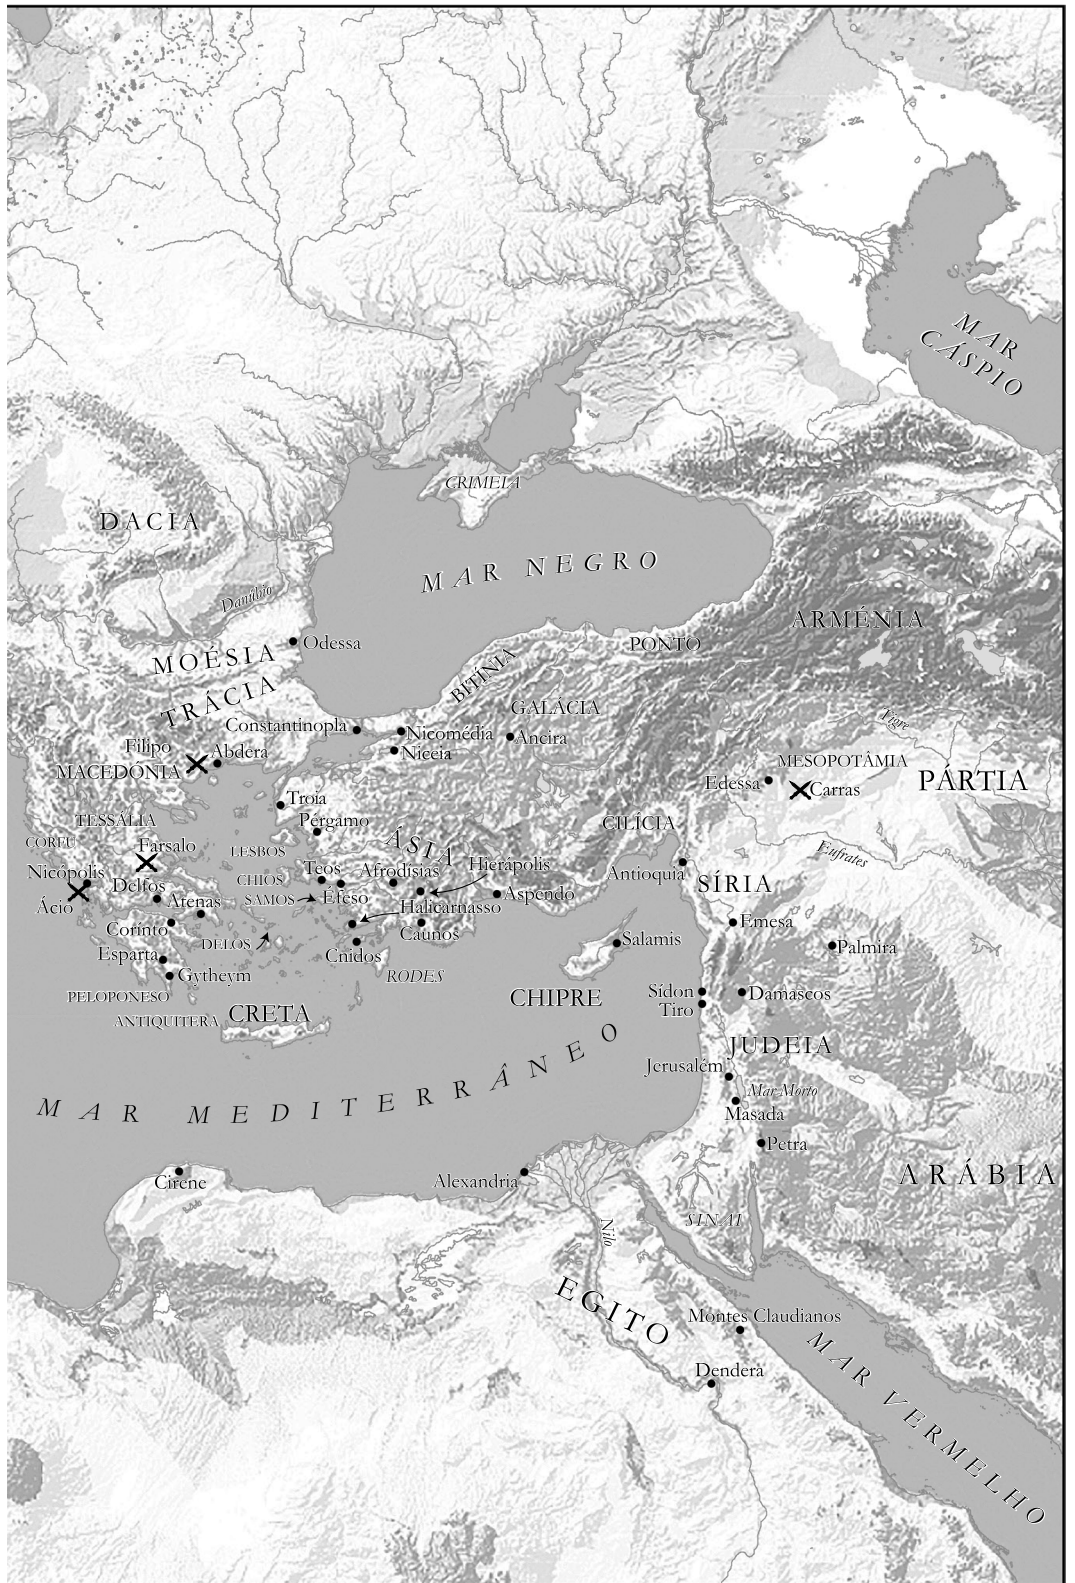 MAR
CÁSPIO
CRIMEIA
DACIA
MAR NEGRO
Danúbio
ARMÉNIA
Odessa
PONTO
MOÉSIA
BITÍNIA
TRÁCIA
GALÁCIA
Tigre
Constantinopla
Nicomédia
Ancira
Filipo
Abdera
Niceia
MESOPOTÂMIA
MACEDÓNIA
PÁRTIA
Edessa
Carras
Troia
TESSÁLIA
Pérgamo
CILÍCIA
CORFU
Farsalo
LESBOS
ÁSIA
Eufrates
Nicópolis
Teos
Afrodísias
Hierápolis
Antioquia
Delfos
CHIOS
SÍRIA
Ácio
Atenas
SAMOS
Éfeso
Aspendo
Halicarnasso
Corinto
Caunos
Emesa
DELOS
Salamis
Palmira
Esparta
Cnidos
Gytheym
RODES
PELOPONESO
CHIPRE
Sídon
Damascos
Tiro
ANTIQUITERA
CRETA
JUDEIA
Jerusalém
MAR MEDITERRÂNEO
Mar Morto
Masada
Petra
Cirene
Alexandria
ARÁBIA
SINAI
Nilo
EGITO
Montes Claudianos
MAR VERMELHO
Dendera